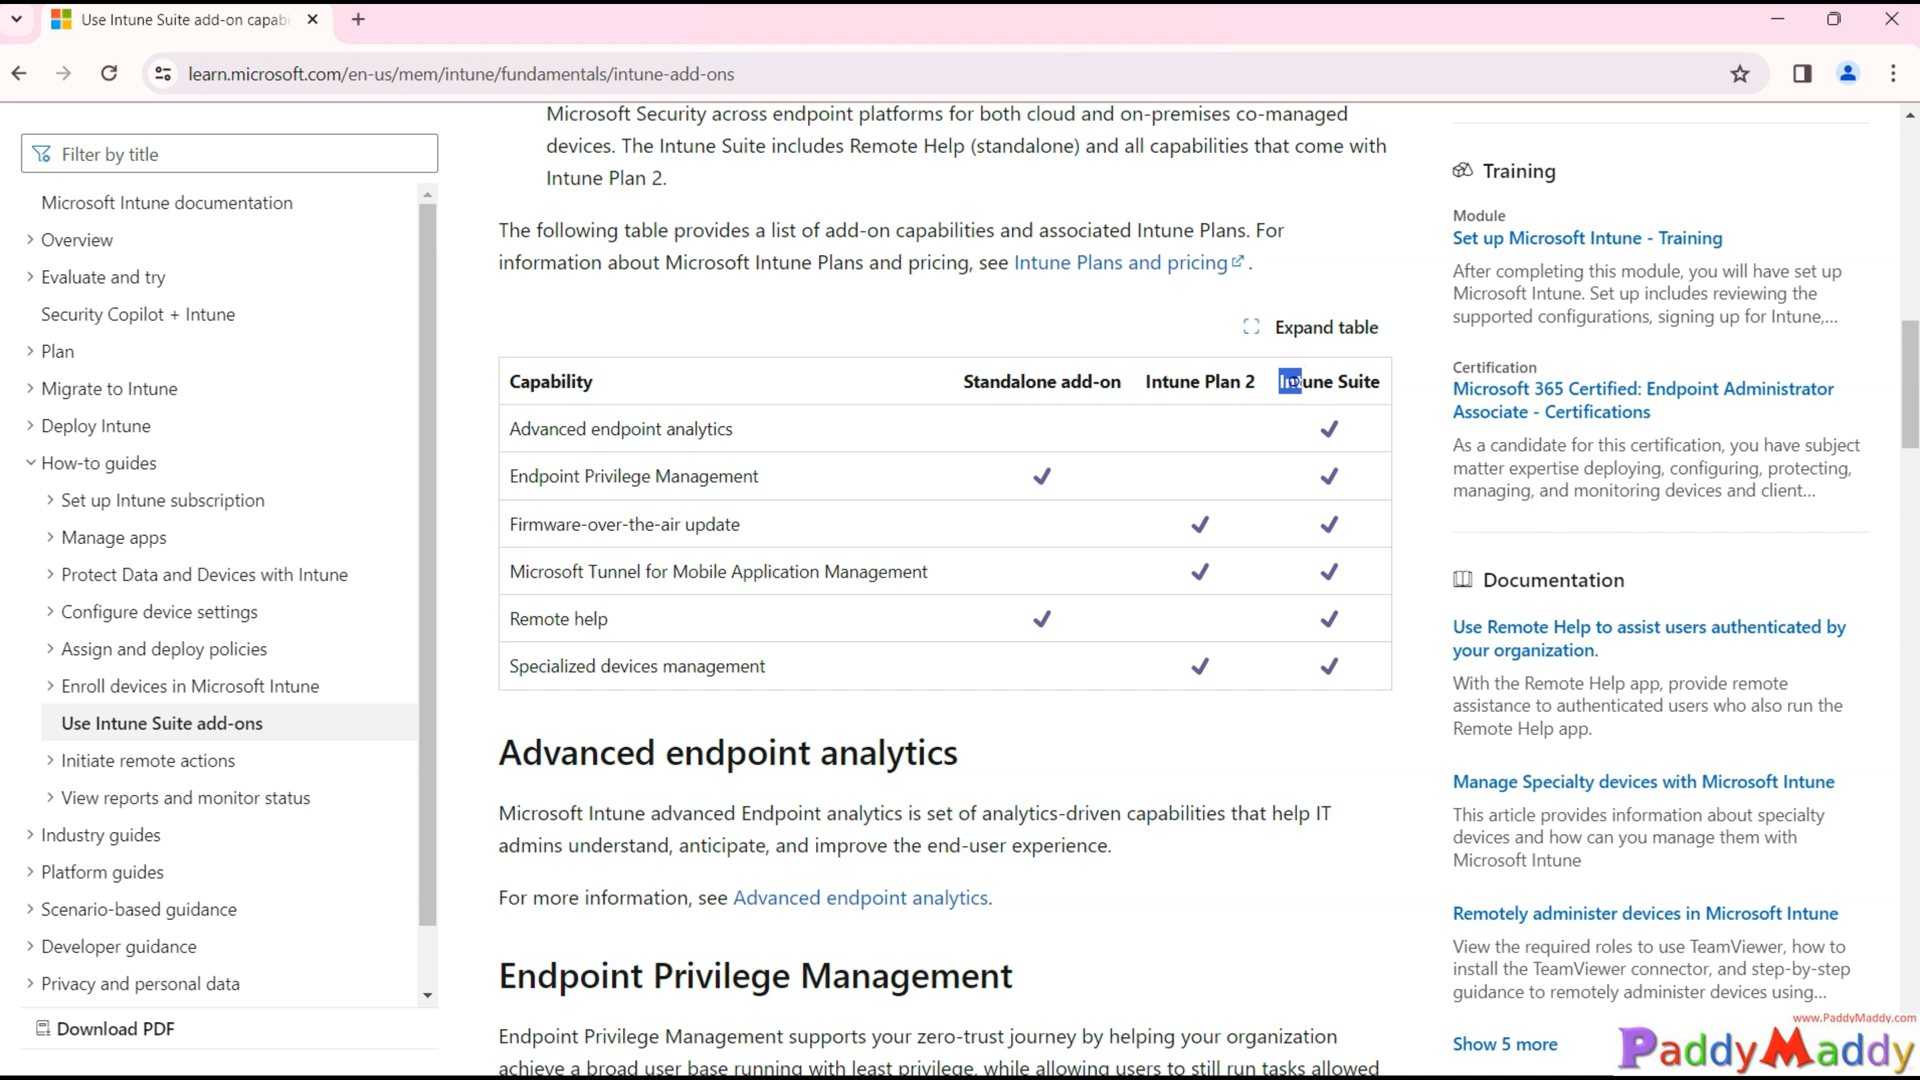 Use Intune Suite add-on capabi
learn.microsoft.com/en-us/mem/intune/fundamentals/intune-add-ons
Filter by title
Microsoft Intune documentation
Overview
Evaluate and try
Security Copilot + Intune
Plan
Migrate to Intune
Deploy Intune
How-to guides
Set up Intune subscription
Manage apps
Protect Data and Devices with Intune
Configure device settings
Assign and deploy policies
Enroll devices in Microsoft Intune
Use Intune Suite add-ons
Initiate remote actions
View reports and monitor status
Industry guides
Platform guides
Scenario-based guidance
Developer guidance
Privacy and personal data
Download PDF
Microsoft Security across endpoint platforms for both cloud and on-premises co-managed
devices. The Intune Suite includes Remote Help (standalone) and all capabilities that come with
Intune Plan 2.
The following table provides a list of add-on capabilities and associated Intune Plans. For
information about Microsoft Intune Plans and pricing, see Intune Plans and pricing.
Expand table
Capability Standalone add-on Intune Plan 2 Intune Suite
Advanced endpoint analytics ✔
Endpoint Privilege Management ✔ ✔
Firmware-over-the-air update ✔ ✔
Microsoft Tunnel for Mobile Application Management ✔ ✔
Remote help ✔ ✔
Specialized devices management ✔ ✔
Advanced endpoint analytics
Microsoft Intune advanced Endpoint analytics is set of analytics-driven capabilities that help IT
admins understand, anticipate, and improve the end-user experience.
For more information, see Advanced endpoint analytics.
Endpoint Privilege Management
Endpoint Privilege Management supports your zero-trust journey by helping your organization
achieve a broad user base running with least privilege, while allowing users to still run tasks allowed
Training
Module
Set up Microsoft Intune - Training
After completing this module, you will have set up
Microsoft Intune. Set up includes reviewing the
supported configurations, signing up for Intune,...
Certification
Microsoft 365 Certified: Endpoint Administrator
Associate - Certifications
As a candidate for this certification, you have subject
matter expertise deploying, configuring, protecting,
managing, and monitoring devices and client...
Documentation
Use Remote Help to assist users authenticated by
your organization.
With the Remote Help app, provide remote
assistance to authenticated users who also run the
Remote Help app.
Manage Specialty devices with Microsoft Intune
This article provides information about specialty
devices and how can you manage them with
Microsoft Intune
Remotely administer devices in Microsoft Intune
View the required roles to use TeamViewer, how to
install the TeamViewer connector, and step-by-step
guidance to remotely administer devices using...
Show 5 more
www.PaddyMaddy.com
PaddyMaddy